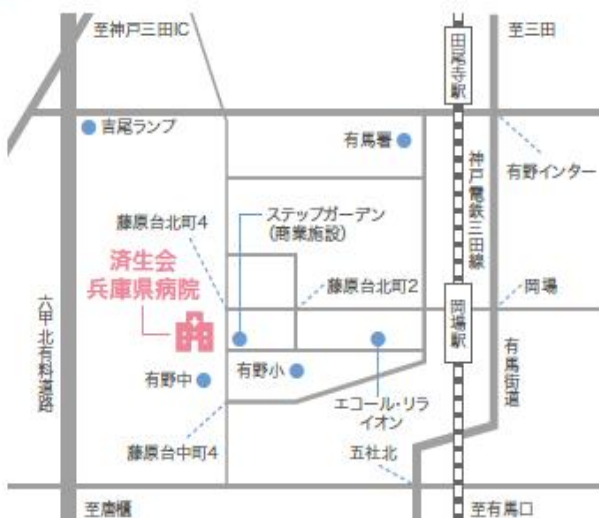 至神戸三田IC
至三田
田尾寺駅
吉尾ランプ
有馬署
有野インター
神戸電鉄三田線
ステップガーデン
(商業施設)
藤原台北町4
済生会
兵庫県病院
藤原台北町2
岡場
岡場駅
六甲北有料道路
有馬街道
有野中
有野小
エコール・リラ
イオン
藤原台中町4
五社北
至唐櫃
至有馬口